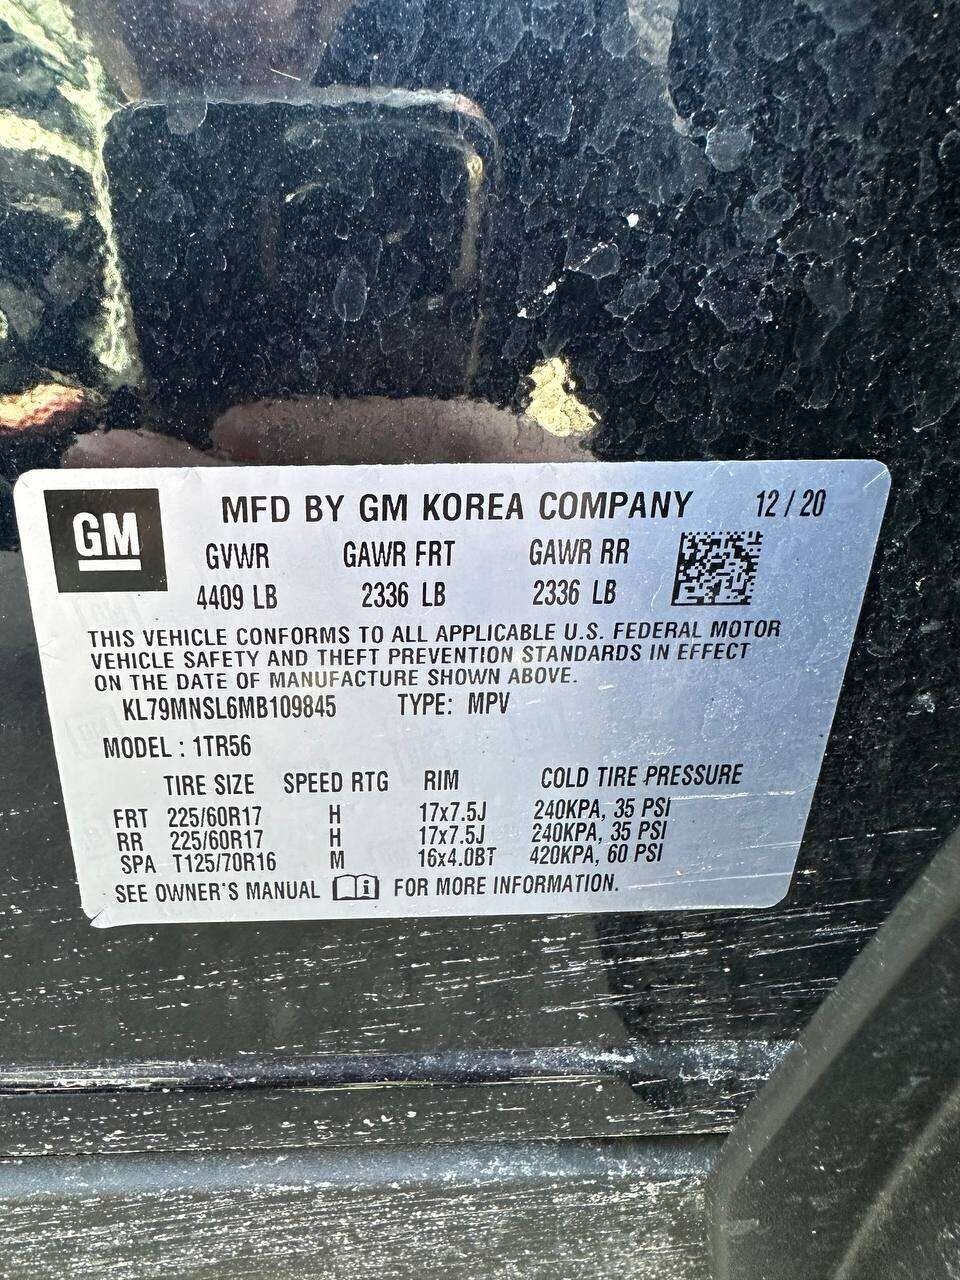 GM
MFD BY GM KOREA COMPANY 12 / 20
GVWR GAWR FRT GAWR RR
4409 LB 2336 LB 2336 LB
THIS VEHICLE CONFORMS TO ALL APPLICABLE U.S. FEDERAL MOTOR
VEHICLE SAFETY AND THEFT PREVENTION STANDARDS IN EFFECT
ON THE DATE OF MANUFACTURE SHOWN ABOVE.
KL79MNSL6MB109845 TYPE: MPV
MODEL : 1TR56
TIRE SIZE SPEED RTG RIM COLD TIRE PRESSURE
FRT 225/60R17 H 17x7.5J 240KPA, 35 PSI
RR 225/60R17 H 17x7.5J 240KPA, 35 PSI
SPA T125/70R16 M 16x4.0BT 420KPA, 60 PSI
SEE OWNER'S MANUAL i FOR MORE INFORMATION.